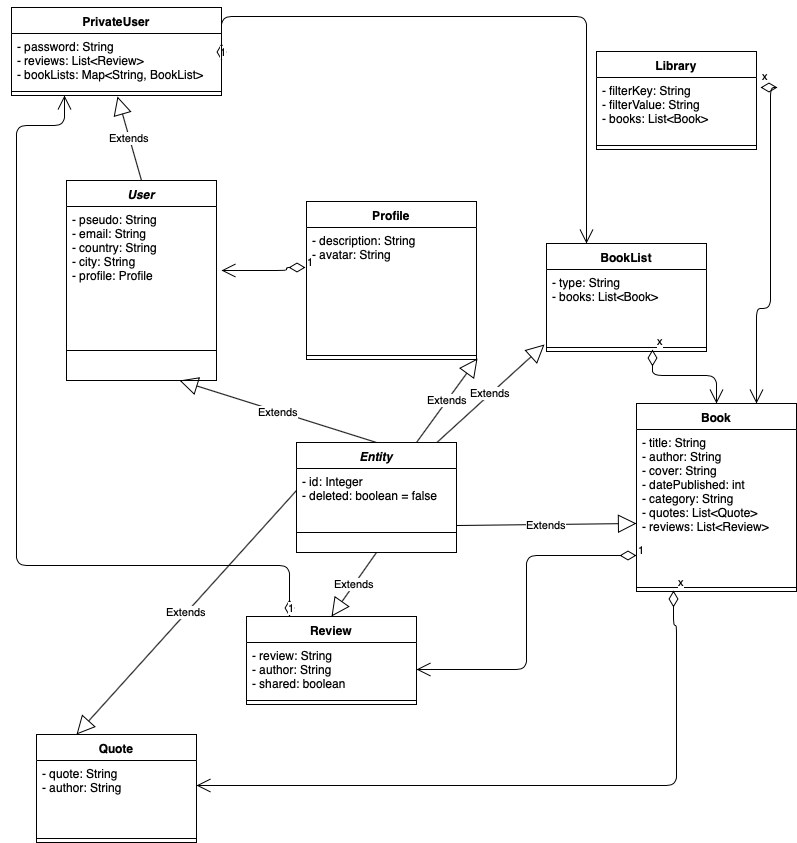 PrivateUser
- password: String
- reviews: List<Review>
- bookLists: Map<String, BookList>
1
Library
- filterKey: String
- filterValue: String
- books: List<Book>
x
Extends
User
- pseudo: String
- email: String
- country: String
- city: String
- profile: Profile
Profile
- description: String
- avatar: String
1
BookList
- type: String
- books: List<Book>
x
Extends
Extends
Extends
Entity
- id: Integer
- deleted: boolean = false
Extends
Book
- title: String
- author: String
- cover: String
- datePublished: int
- category: String
- quotes: List<Quote>
- reviews: List<Review>
1
x
Extends
Extends
1
Review
- review: String
- author: String
- shared: boolean
Quote
- quote: String
- author: String